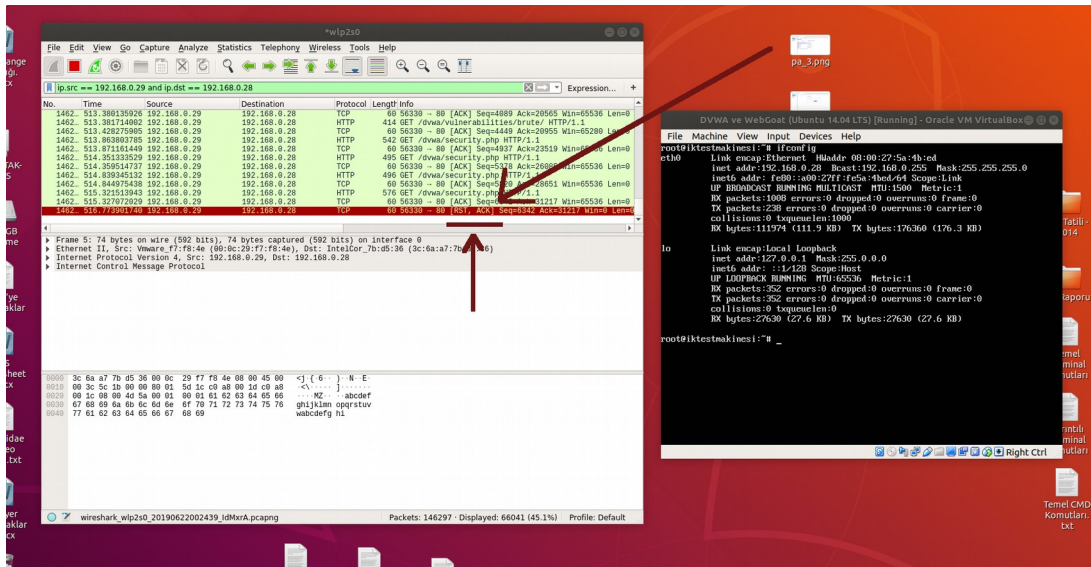 *wlp2s0
File Edit View Go Capture Analyze Statistics Telephony Wireless Tools Help
ip.src == 192.168.0.29 and ip.dst == 192.168.0.28
Expression... +
No. Time Source Destination Protocol Length Info
1462… 513.380135926 192.168.0.29 192.168.0.28 TCP 60 56330 → 80 [ACK] Seq=4089 Ack=20565 Win=65536 Len=0
1462… 513.381714002 192.168.0.29 192.168.0.28 HTTP 414 GET /dvwa/vulnerabilities/brute/ HTTP/1.1
1462… 513.428275905 192.168.0.29 192.168.0.28 TCP 60 56330 → 80 [ACK] Seq=4449 Ack=20955 Win=65280 Len=0
1462… 513.863803785 192.168.0.29 192.168.0.28 HTTP 542 GET /dvwa/security.php HTTP/1.1
1462… 513.871161449 192.168.0.29 192.168.0.28 TCP 60 56330 → 80 [ACK] Seq=4937 Ack=23519 Win=65536 Len=0
1462… 514.351333529 192.168.0.29 192.168.0.28 HTTP 495 GET /dvwa/security.php HTTP/1.1
1462… 514.359514737 192.168.0.29 192.168.0.28 TCP 60 56330 → 80 [ACK] Seq=5378 Win=65536 Len=0
1462… 514.839345132 192.168.0.29 192.168.0.28 HTTP 496 GET /dvwa/security.php HTTP/1.1
1462… 514.844975438 192.168.0.29 192.168.0.28 TCP 60 56330 → 80 [ACK] Win=65536 Len=0
1462… 515.321513943 192.168.0.29 192.168.0.28 HTTP 576 GET /dvwa/security.php HTTP/1.1
1462… 515.327072029 192.168.0.29 192.168.0.28 TCP 60 56330 → 80 [ACK] Win=65536 Len=0
1462… 516.773901740 192.168.0.29 192.168.0.28 TCP 60 56330 → 80 [RST, ACK] Seq=6342 Ack=31217 Win=0 Len=0
Frame 5: 74 bytes on wire (592 bits), 74 bytes captured (592 bits) on interface 0
Ethernet II, Src: Vmware_f7:f8:4e (00:0c:29:f7:f8:4e), Dst: IntelCor_7b:d5:36
Internet Protocol Version 4, Src: 192.168.0.29, Dst: 192.168.0.28
Internet Control Message Protocol
0000 3c 6a a7 7b d5 36 00 0c 29 f7 f8 4e 08 00 45 00 <j·{·6·· )··N··E·
0010 00 3c 5c 1b 00 00 80 01 5d 1c c0 a8 00 1d c0 a8 ·<\····· ]·······
0020 00 1c 08 00 4d 5a 00 01 00 01 61 62 63 64 65 66 ····MZ·· ··abcdef
0030 67 68 69 6a 6b 6c 6d 6e 6f 70 71 72 73 74 75 76 ghijklmn opqrstuv
0040 77 61 62 63 64 65 66 67 68 69 wabcdefg hi
wireshark_wlp2s0_20190622002439_IdMxrA.pcapng
Packets: 146297 · Displayed: 66041 (45.1%)
Profile: Default
pa_3.png
DVWA ve WebGoat (Ubuntu 14.04 LTS) [Running] - Oracle VM VirtualBox
File Machine View Input Devices Help
root@iktestmakinesi:~# ifconfig
eth0 Link encap:Ethernet HWaddr 08:00:27:5a:4b:ed
inet addr:192.168.0.28 Bcast:192.168.0.255 Mask:255.255.255.0
inet6 addr: fe80::a00:27ff:fe5a:4bed/64 Scope:Link
UP BROADCAST RUNNING MULTICAST MTU:1500 Metric:1
RX packets:1008 errors:0 dropped:0 overruns:0 frame:0
TX packets:238 errors:0 dropped:0 overruns:0 carrier:0
collisions:0 txqueuelen:1000
RX bytes:111974 (111.9 KB) TX bytes:176360 (176.3 KB)
lo Link encap:Local Loopback
inet addr:127.0.0.1 Mask:255.0.0.0
inet6 addr: ::1/128 Scope:Host
UP LOOPBACK RUNNING MTU:65536 Metric:1
RX packets:352 errors:0 dropped:0 overruns:0 frame:0
TX packets:352 errors:0 dropped:0 overruns:0 carrier:0
collisions:0 txqueuelen:0
RX bytes:27630 (27.6 KB) TX bytes:27630 (27.6 KB)
root@iktestmakinesi:~# _
Right Ctrl
Temel CMD
Komutları.
txt